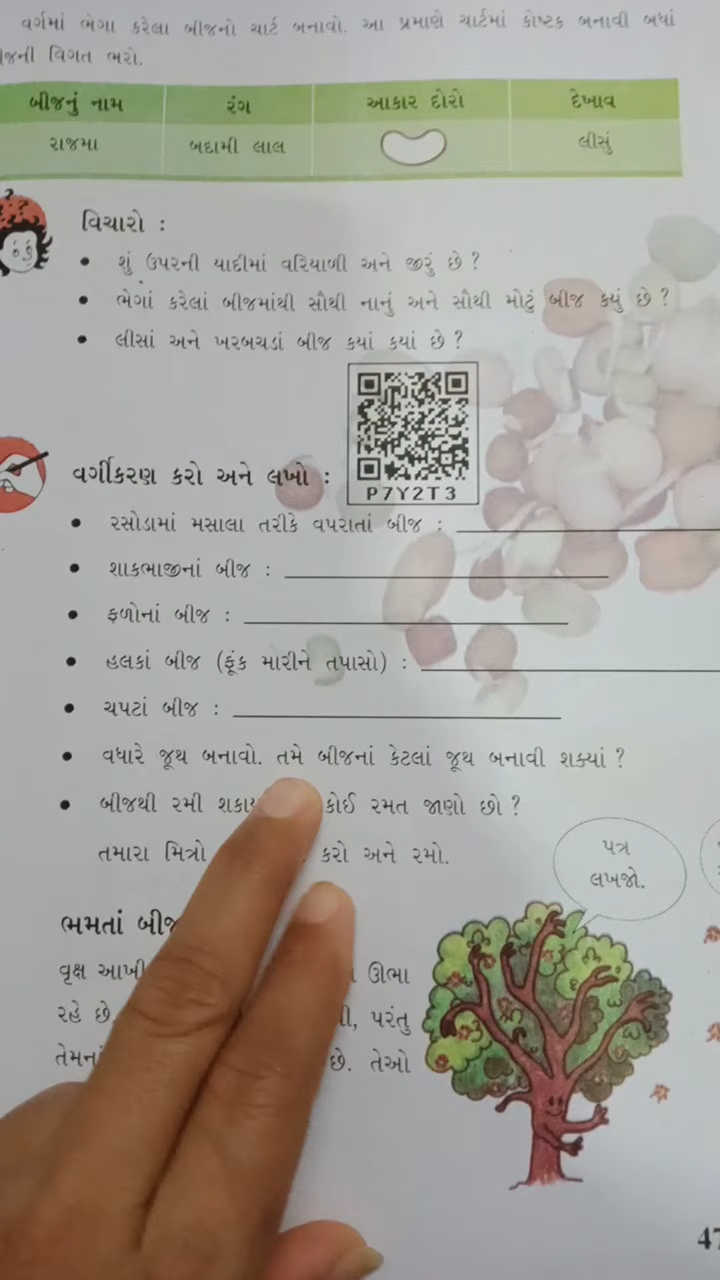 વર્ગમાં ભેગા કરેલા બીજનો ચાર્ટ બનાવો. આ પ્રમાણે ચાર્ટમાં કોષ્ટક બનાવી બધાં
જની વિગત ભરો.
બીજનું નામ રંગ આકાર દોરો દેખાવ
રાજમા બદામી લાલ લીસું
વિચારો :
• શું ઉપરની યાદીમાં વરિયાળી અને જીરું છે ?
• ભેગાં કરેલાં બીજમાંથી સૌથી નાનું અને સૌથી મોટું બીજ કયું છે ?
• લીસાં અને ખરબચડાં બીજ કયાં કયાં છે ?
P7Y2T3
વર્ગીકરણ કરો અને લખો :
• રસોડામાં મસાલા તરીકે વપરાતાં બીજ :
• શાકભાજીનાં બીજ :
• ફળોનાં બીજ :
• હલકાં બીજ (ફૂંક મારીને તપાસો) :
• ચપટાં બીજ :
• વધારે જૂથ બનાવો. તમે બીજનાં કેટલાં જૂથ બનાવી શક્યાં ?
• બીજથી રમી કોઈ રમત જાણો છો ?
તમારા મિત્રો કરો અને રમો.
પત્ર
લખજો.
ભમતાં બીજ
વૃક્ષ આખી ઊભા
રહે છે પરંતુ
છે. તેઓ
47